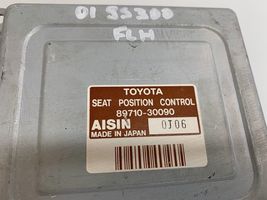 01 SS300
FLH
TOYOTA
SEAT POSITION CONTROL
89710-30090
AISIN 0J06
MADE IN JAPAN